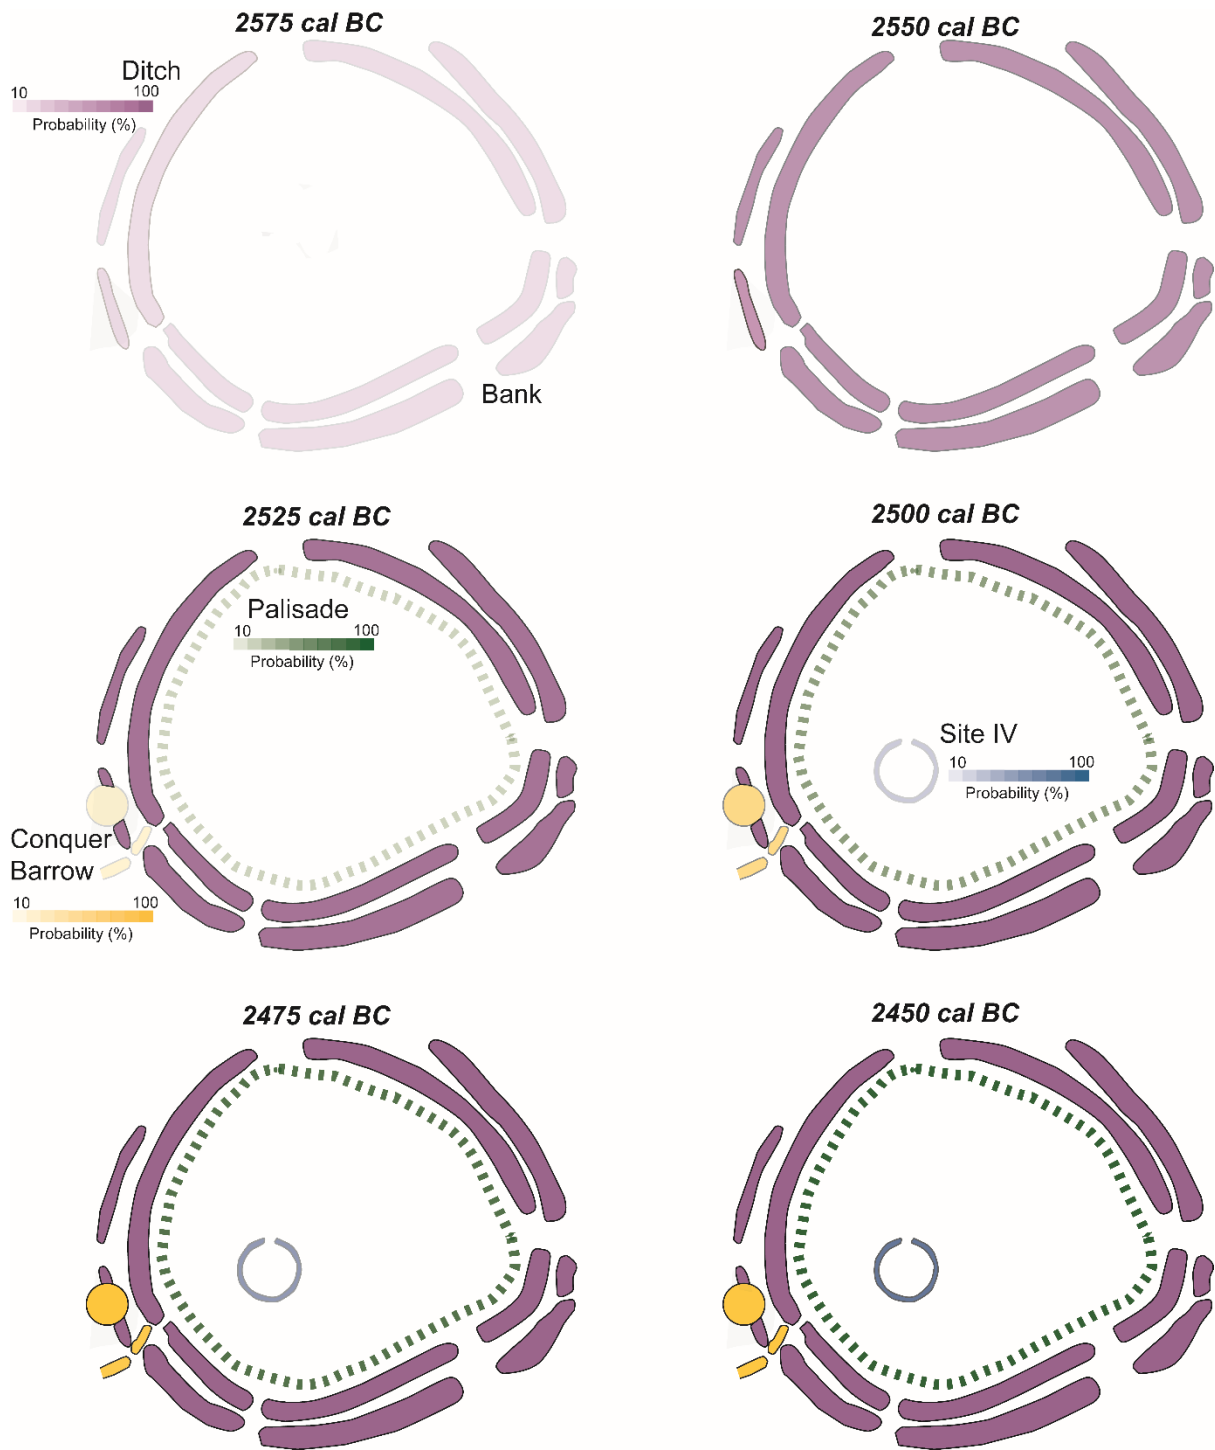 2575 cal BC
2550 cal BC
Ditch
10 100
Probability (%)
Bank
2525 cal BC
2500 cal BC
Palisade
10 100
Probability (%)
Site IV
10 100
Probability (%)
Conquer
Barrow
10 100
Probability (%)
2475 cal BC
2450 cal BC